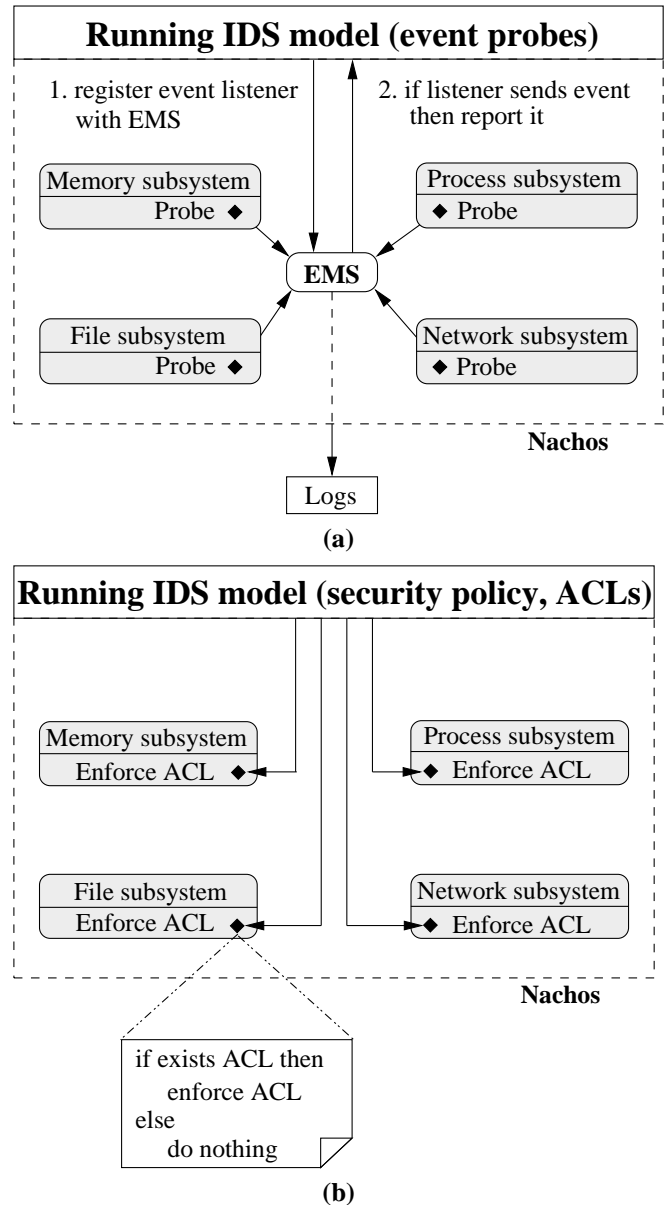 Running IDS model (event probes)
1. register event listener
with EMS
2. if listener sends event
then report it
Memory subsystem
Probe
Process subsystem
Probe
EMS
File subsystem
Probe
Network subsystem
Probe
Nachos
Logs
(a)
Running IDS model (security policy, ACLs)
Memory subsystem
Enforce ACL
Process subsystem
Enforce ACL
File subsystem
Enforce ACL
Network subsystem
Enforce ACL
Nachos
if exists ACL then
enforce ACL
else
do nothing
(b)